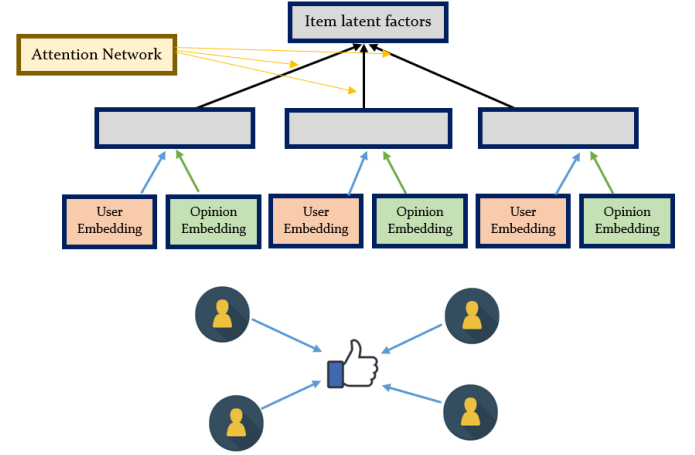 Item latent factors
Attention Network
User
Embedding
Opinion
Embedding
User
Embedding
Opinion
Embedding
User
Embedding
Opinion
Embedding